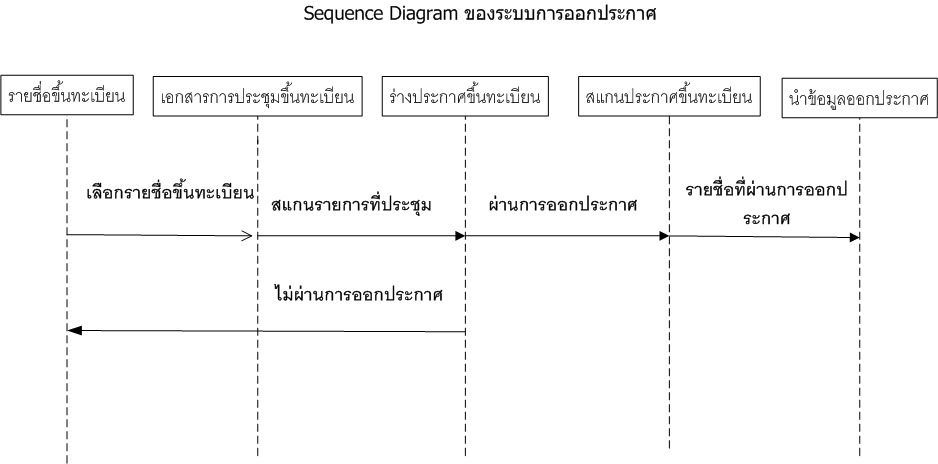 Sequence Diagram ของระบบการออกประกาศ
รายชื่อขึ้นทะเบียน
เอกสารการประชุมขึ้นทะเบียน
ร่างประกาศขึ้นทะเบียน
สแกนประกาศขึ้นทะเบียน
นำข้อมูลออกประกาศ
เลือกรายชื่อขึ้นทะเบียน
สแกนรายการที่ประชุม
ผ่านการออกประกาศ
รายชื่อที่ผ่านการออกป
ระกาศ
ไม่ผ่านการออกประกาศ